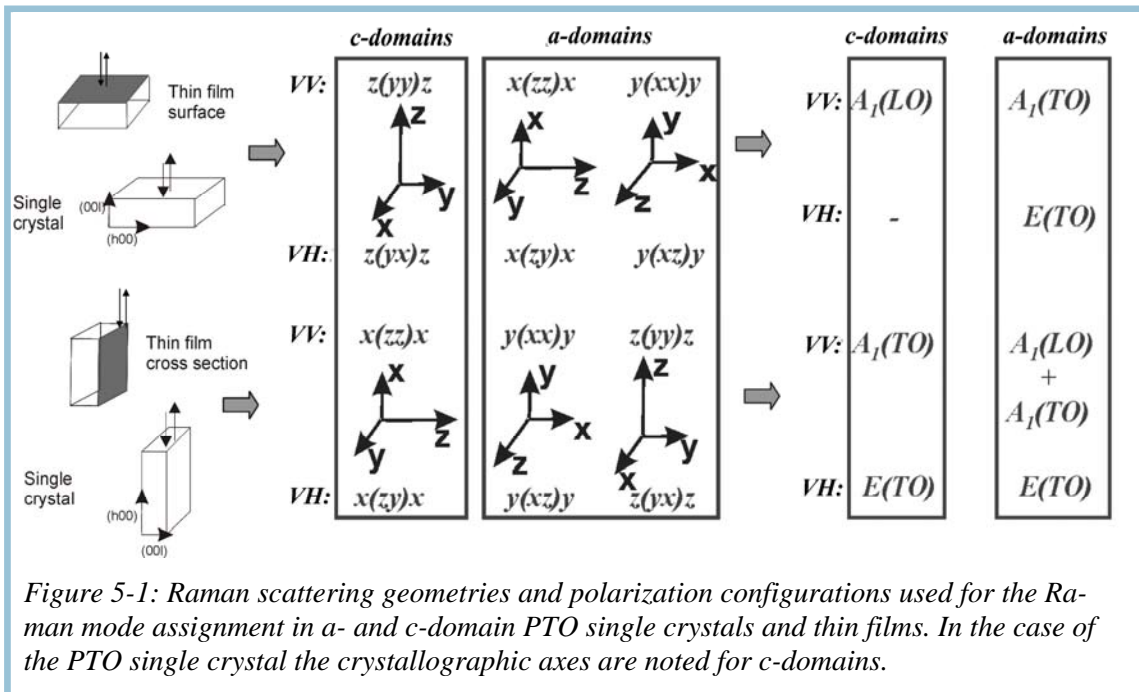 c-domains a-domains c-domains a-domains
Thin film
surface
VV: z(yy)z x(zz)x y(xx)y
z x y
y z x
x y z
VH: z(yx)z x(zy)x y(xz)y
VV: A₁(LO) A₁(TO)
VH: - E(TO)
Single
crystal
(00l)
(h00)
Thin film
cross section
VV: x(zz)x y(xx)y z(yy)z
x y z
z x y
y z x
VH: x(zy)x y(xz)y z(yx)z
VV: A₁(TO) A₁(LO)
+
A₁(TO)
VH: E(TO) E(TO)
Single
crystal
(h00)
(00l)
Figure 5-1: Raman scattering geometries and polarization configurations used for the Ra-
man mode assignment in a- and c-domain PTO single crystals and thin films. In the case of
the PTO single crystal the crystallographic axes are noted for c-domains.